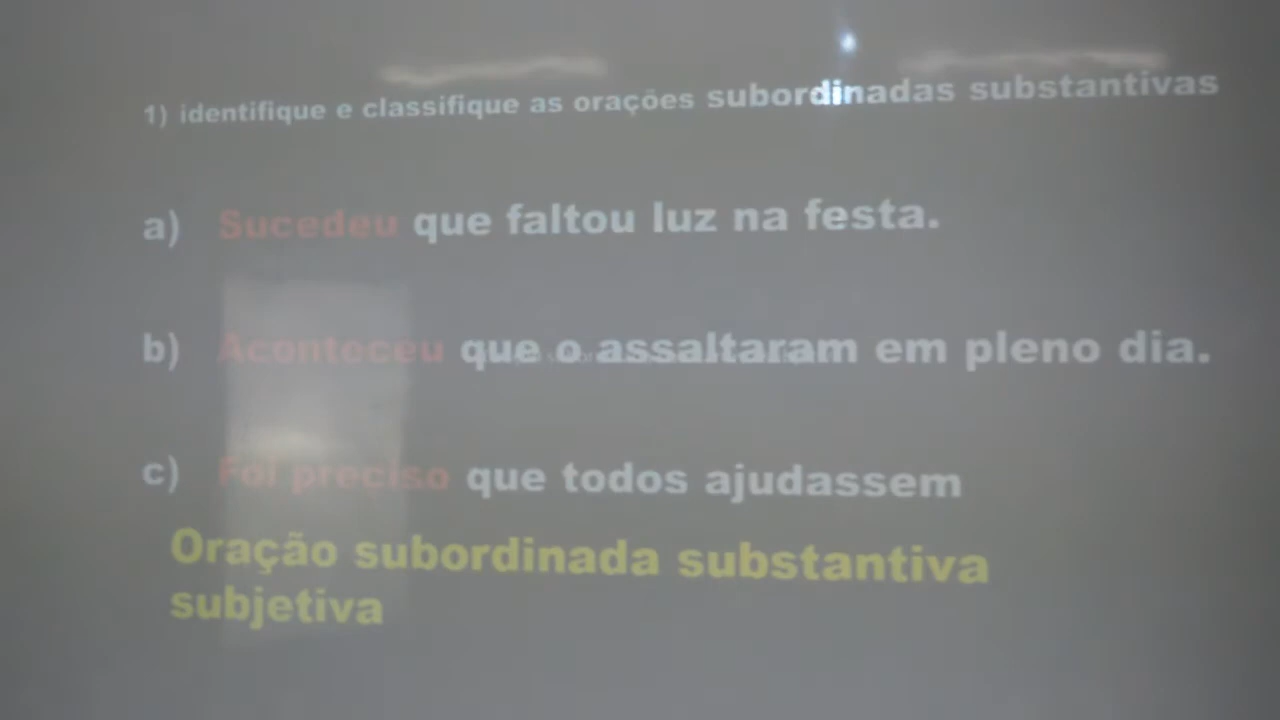 1) identifique e classifique as orações subordinadas substantivas
a) Sucedeu que faltou luz na festa.
b) Aconteceu que o assaltaram em pleno dia.
c) Foi preciso que todos ajudassem
Oração subordinada substantiva
subjetiva